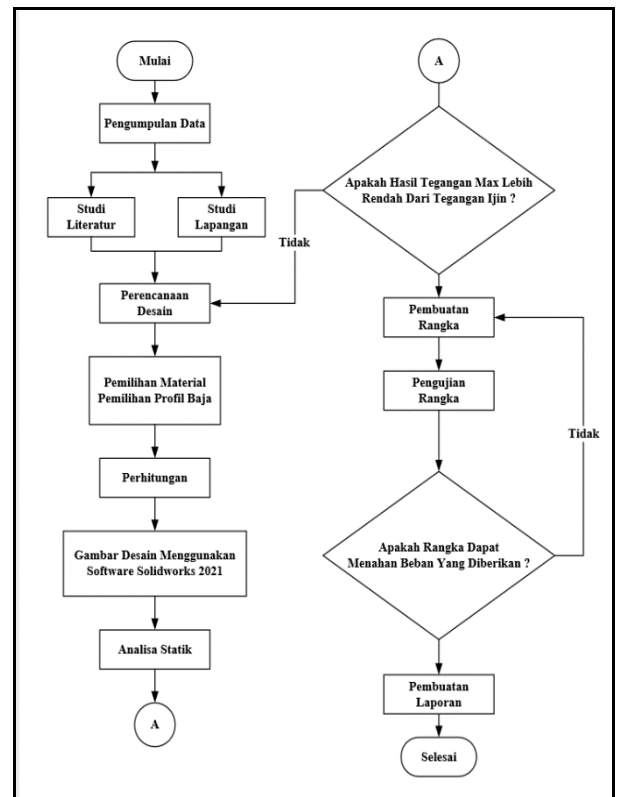 Mulai
Pengumpulan Data
Studi
Literatur
Studi
Lapangan
Perencanaan
Desain
Pemilihan Material
Pemilihan Profil Baja
Perhitungan
Gambar Desain Menggunakan
Software Solidworks 2021
Analisa Statik
A
A
Apakah Hasil Tegangan Max Lebih
Rendah Dari Tegangan Ijin ?
Tidak
Pembuatan
Rangka
Pengujian
Rangka
Apakah Rangka Dapat
Menahan Beban Yang Diberikan ?
Tidak
Pembuatan
Laporan
Selesai